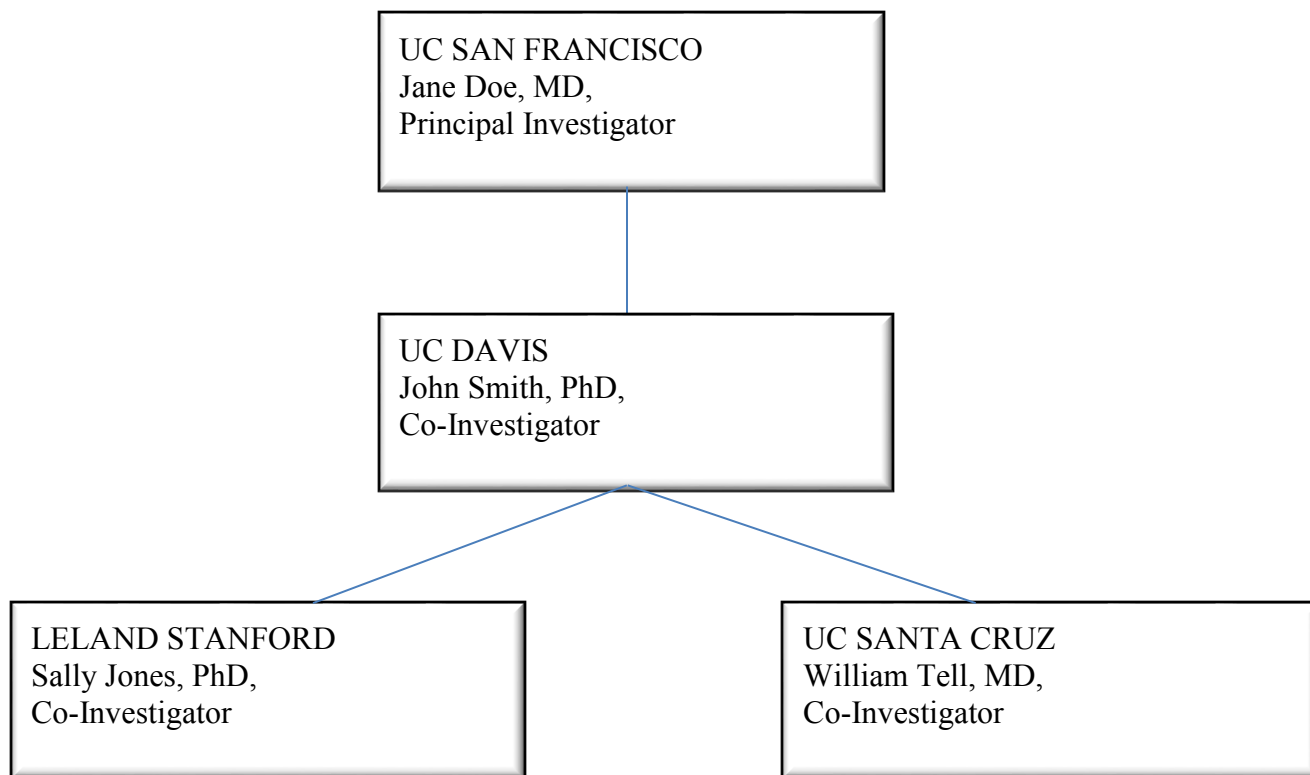 UC SAN FRANCISCO
Jane Doe, MD,
Principal Investigator
UC DAVIS
John Smith, PhD,
Co-Investigator
LELAND STANFORD
Sally Jones, PhD,
Co-Investigator
UC SANTA CRUZ
William Tell, MD,
Co-Investigator